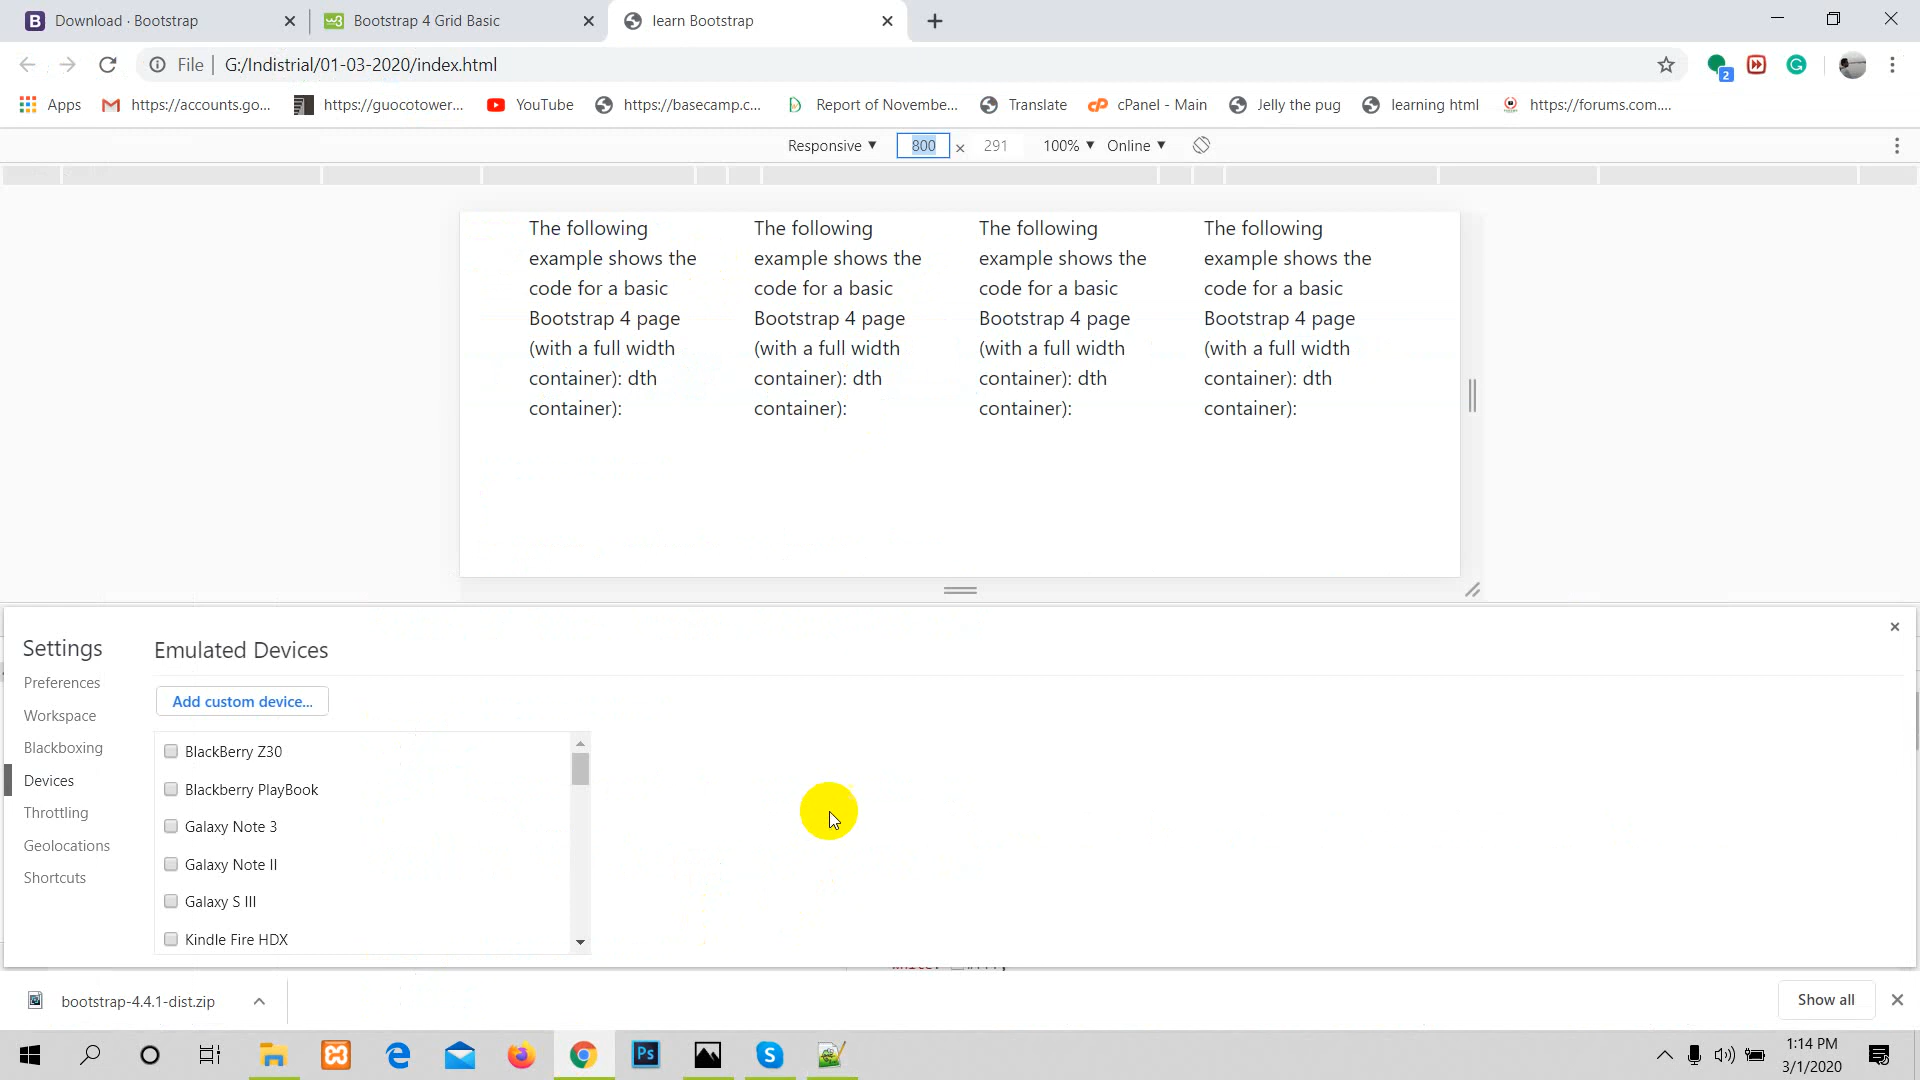 Download · Bootstrap
Bootstrap 4 Grid Basic
learn Bootstrap
File
G:/Indistrial/01-03-2020/index.html
2
Apps
https://accounts.go...
https://guocotower...
YouTube
https://basecamp.c...
Report of Novembe...
Translate
cPanel - Main
Jelly the pug
learning html
https://forums.com....
Responsive
800
×
291
100%
Online
The following
example shows the
code for a basic
Bootstrap 4 page
(with a full width
container): dth
container):
The following
example shows the
code for a basic
Bootstrap 4 page
(with a full width
container): dth
container):
The following
example shows the
code for a basic
Bootstrap 4 page
(with a full width
container): dth
container):
The following
example shows the
code for a basic
Bootstrap 4 page
(with a full width
container): dth
container):
Settings
Preferences
Workspace
Blackboxing
Devices
Throttling
Geolocations
Shortcuts
Emulated Devices
Add custom device...
BlackBerry Z30
Blackberry PlayBook
Galaxy Note 3
Galaxy Note II
Galaxy S III
Kindle Fire HDX
bootstrap-4.4.1-dist.zip
Show all
Ps
1:14 PM
3/1/2020